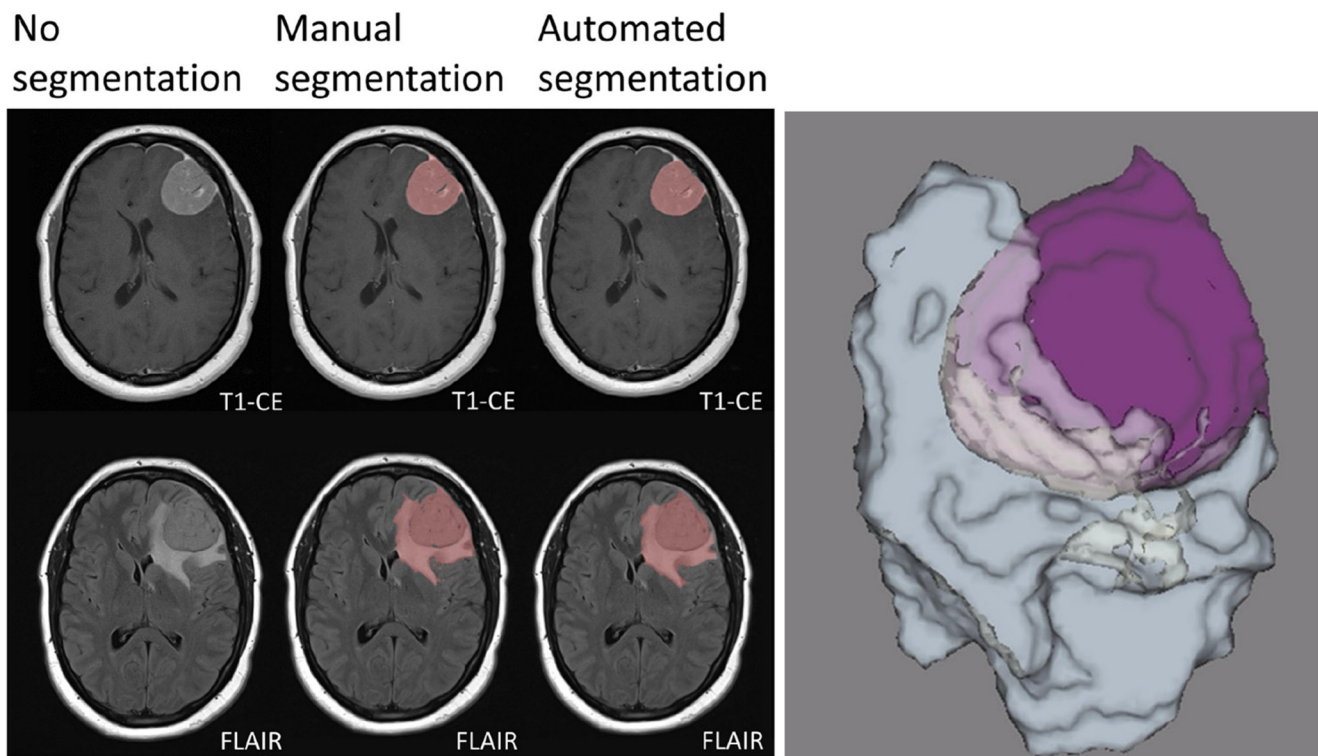 No
segmentation
Manual
segmentation
Automated
segmentation
T1-CE
T1-CE
T1-CE
FLAIR
FLAIR
FLAIR